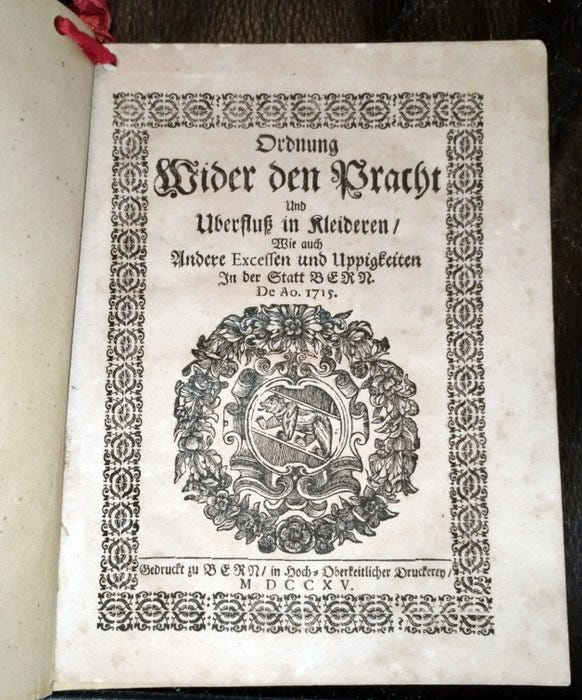 Ordnung
Wider den Pracht
Und
Uberfluß in Kleideren/
Wie auch
Andere Excessen und Uppigkeiten
In der Statt BERN.
De Ao. 1715.
Gedruckt zu BERN/ in Hoch-Oberkeitlicher Druckerey/
MDCCXV.